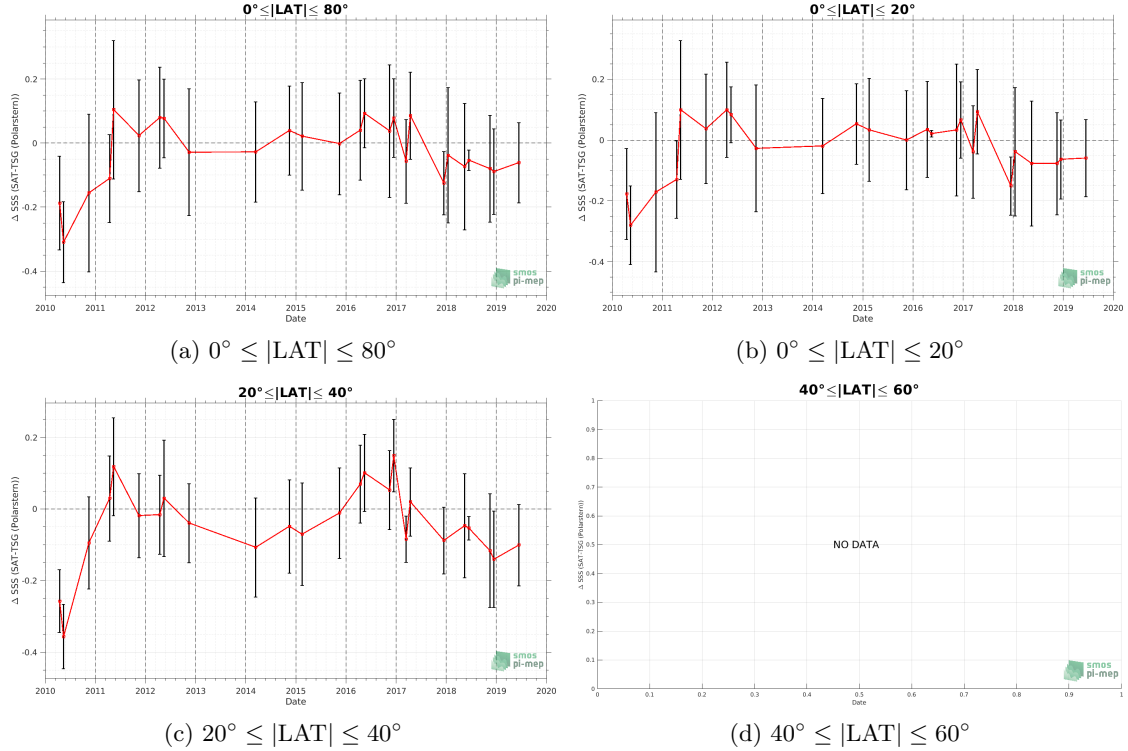 0°≤|LAT|≤ 80°
Δ SSS (SAT-TSG (Polarstern))
0.2
0
-0.2
-0.4
2010 2011 2012 2013 2014 2015 2016 2017 2018 2019 2020
Date
smos
pi-mep
(a) 0° ≤ |LAT| ≤ 80°
0°≤|LAT|≤ 20°
Δ SSS (SAT-TSG (Polarstern))
0.2
0
-0.2
-0.4
2010 2011 2012 2013 2014 2015 2016 2017 2018 2019 2020
Date
smos
pi-mep
(b) 0° ≤ |LAT| ≤ 20°
20°≤|LAT|≤ 40°
Δ SSS (SAT-TSG (Polarstern))
0.2
0
-0.2
-0.4
2010 2011 2012 2013 2014 2015 2016 2017 2018 2019 2020
Date
smos
pi-mep
(c) 20° ≤ |LAT| ≤ 40°
40°≤|LAT|≤ 60°
Δ SSS (SAT-TSG (Polarstern))
1
0.9
0.8
0.7
0.6
0.5
0.4
0.3
0.2
0.1
0
NO DATA
0 0.1 0.2 0.3 0.4 0.5 0.6 0.7 0.8 0.9 1
Date
smos
pi-mep
(d) 40° ≤ |LAT| ≤ 60°